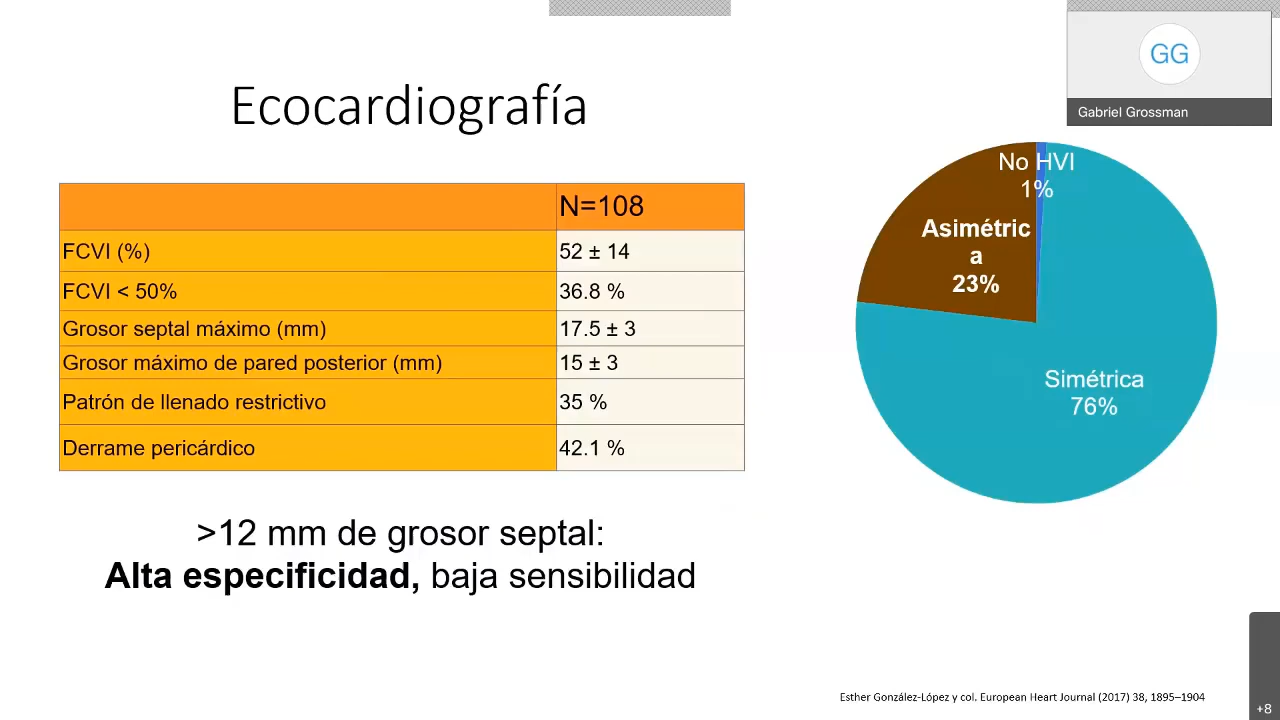 GG
Gabriel Grossman
Ecocardiografía
N=108
FCVI (%) 52 ± 14
FCVI < 50% 36.8 %
Grosor septal máximo (mm) 17.5 ± 3
Grosor máximo de pared posterior (mm) 15 ± 3
Patrón de llenado restrictivo 35 %
Derrame pericárdico 42.1 %
No HVI
1%
Asimétric
a
23%
Simétrica
76%
>12 mm de grosor septal:
Alta especificidad, baja sensibilidad
Esther González-López y col. European Heart Journal (2017) 38, 1895–1904
+8